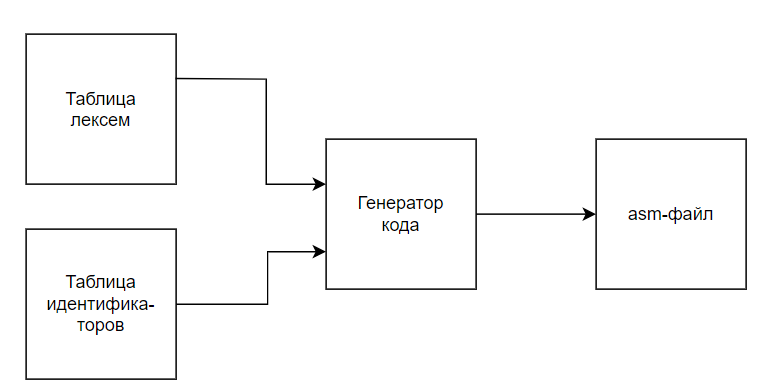 Таблица
лексем
Генератор
кода
asm-файл
Таблица
идентифика-
торов